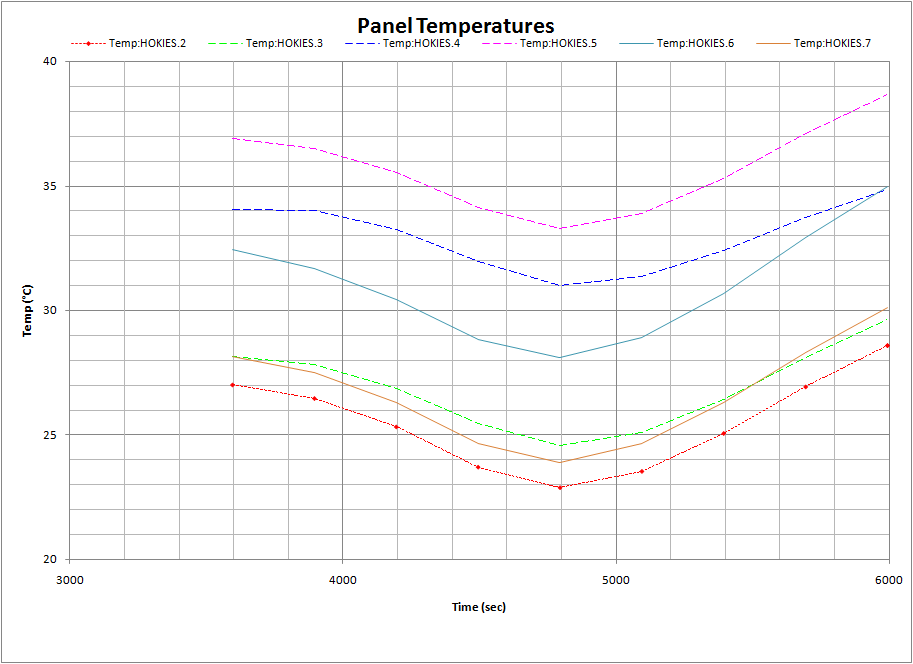 Panel Temperatures
Temp:HOKIES.2 Temp:HOKIES.3 Temp:HOKIES.4 Temp:HOKIES.5 Temp:HOKIES.6 Temp:HOKIES.7
40
35
30
25
20
Temp (°C)
3000 4000 5000 6000
Time (sec)